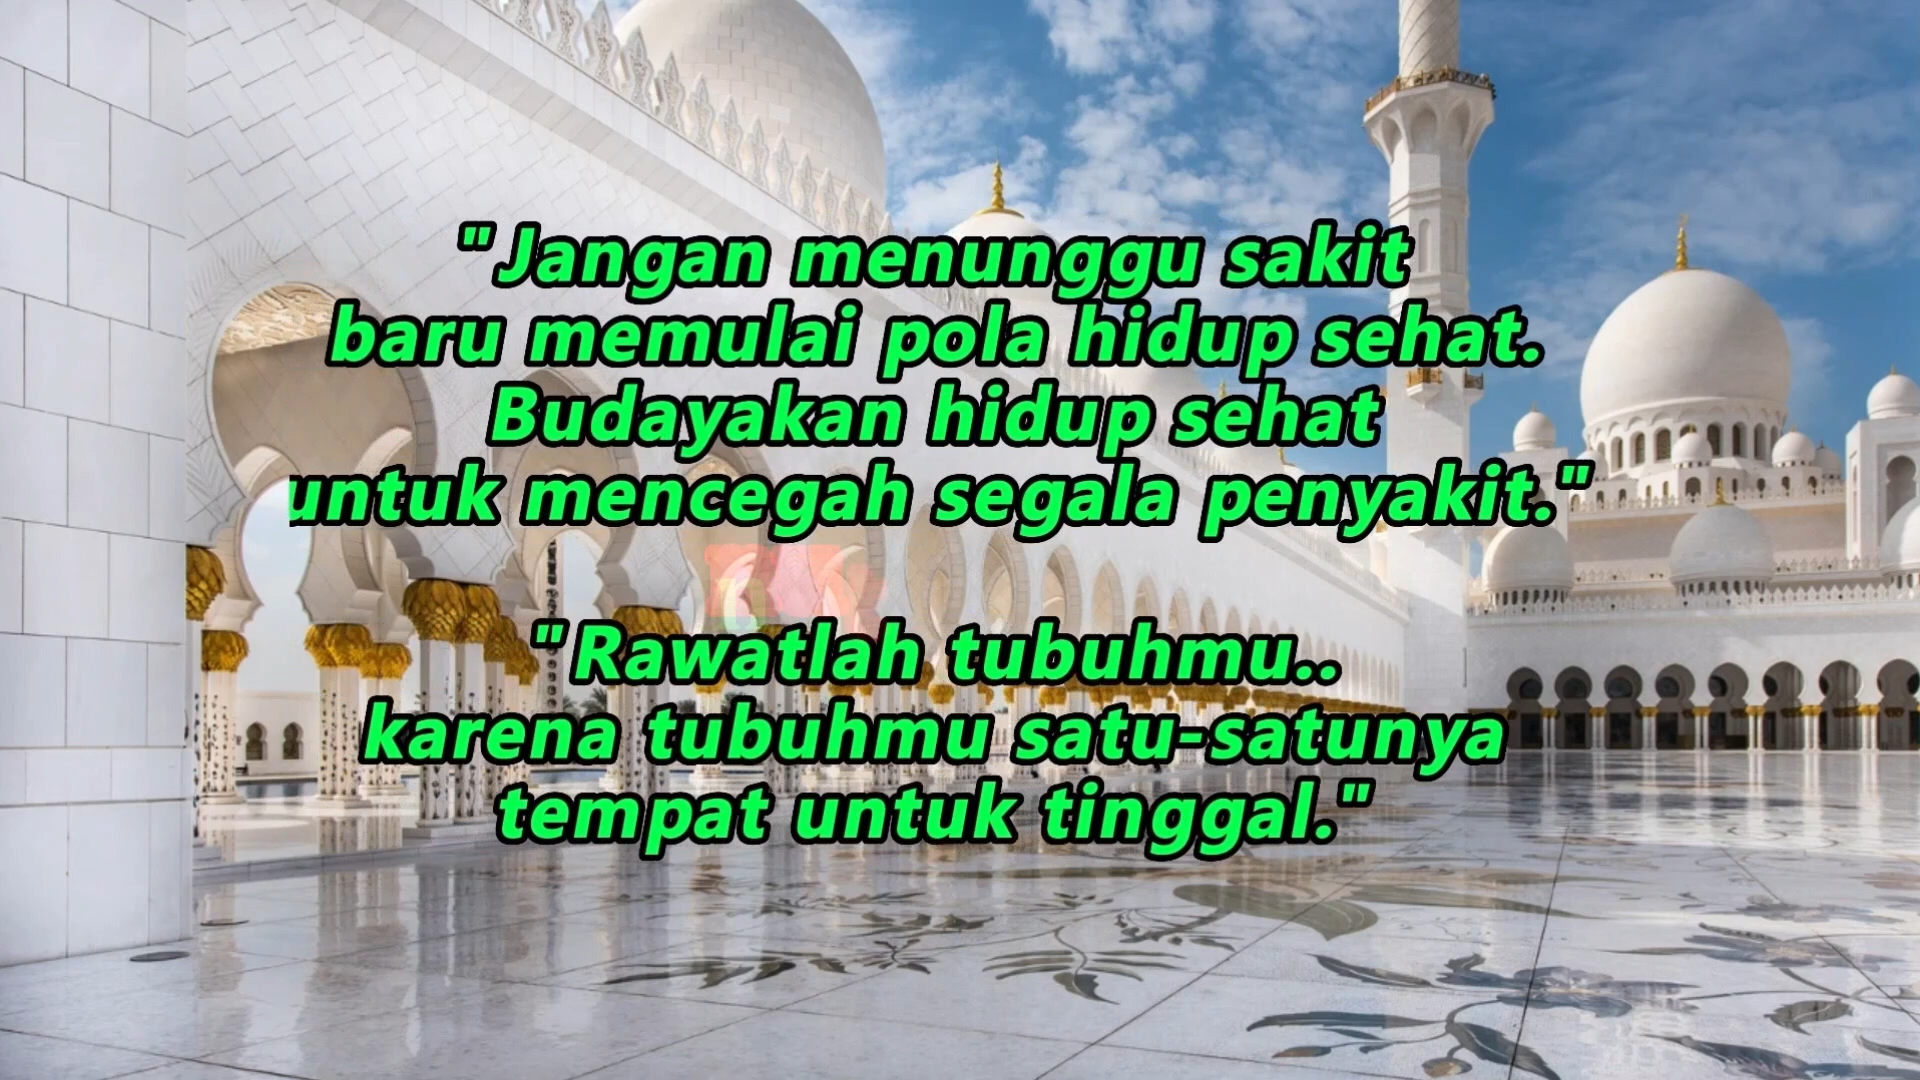 "Jangan menunggu sakit
baru memulai pola hidup sehat.
Budayakan hidup sehat
untuk mencegah segala penyakit."
"Rawatlah tubuhmu..
karena tubuhmu satu-satunya
tempat untuk tinggal."